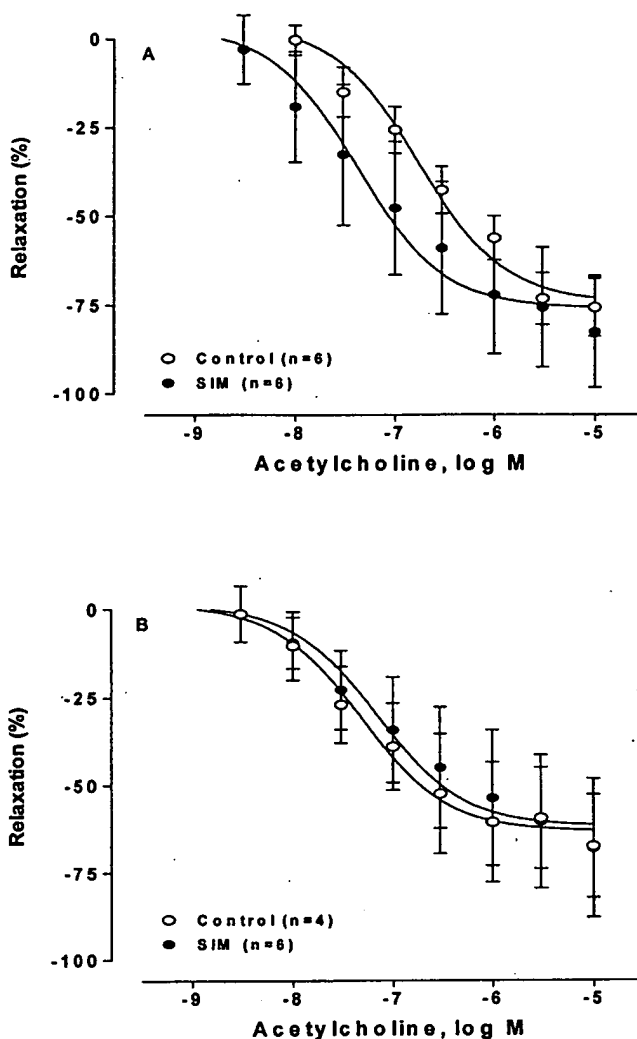 A
0
-25
-50
-75
-100
Relaxation (%)
Control (n=6)
SIM (n=6)
-9 -8 -7 -6 -5
Acetylcholine, log M
B
0
-25
-50
-75
-100
Relaxation (%)
Control (n=4)
SIM (n=6)
-9 -8 -7 -6 -5
Acetylcholine, log M